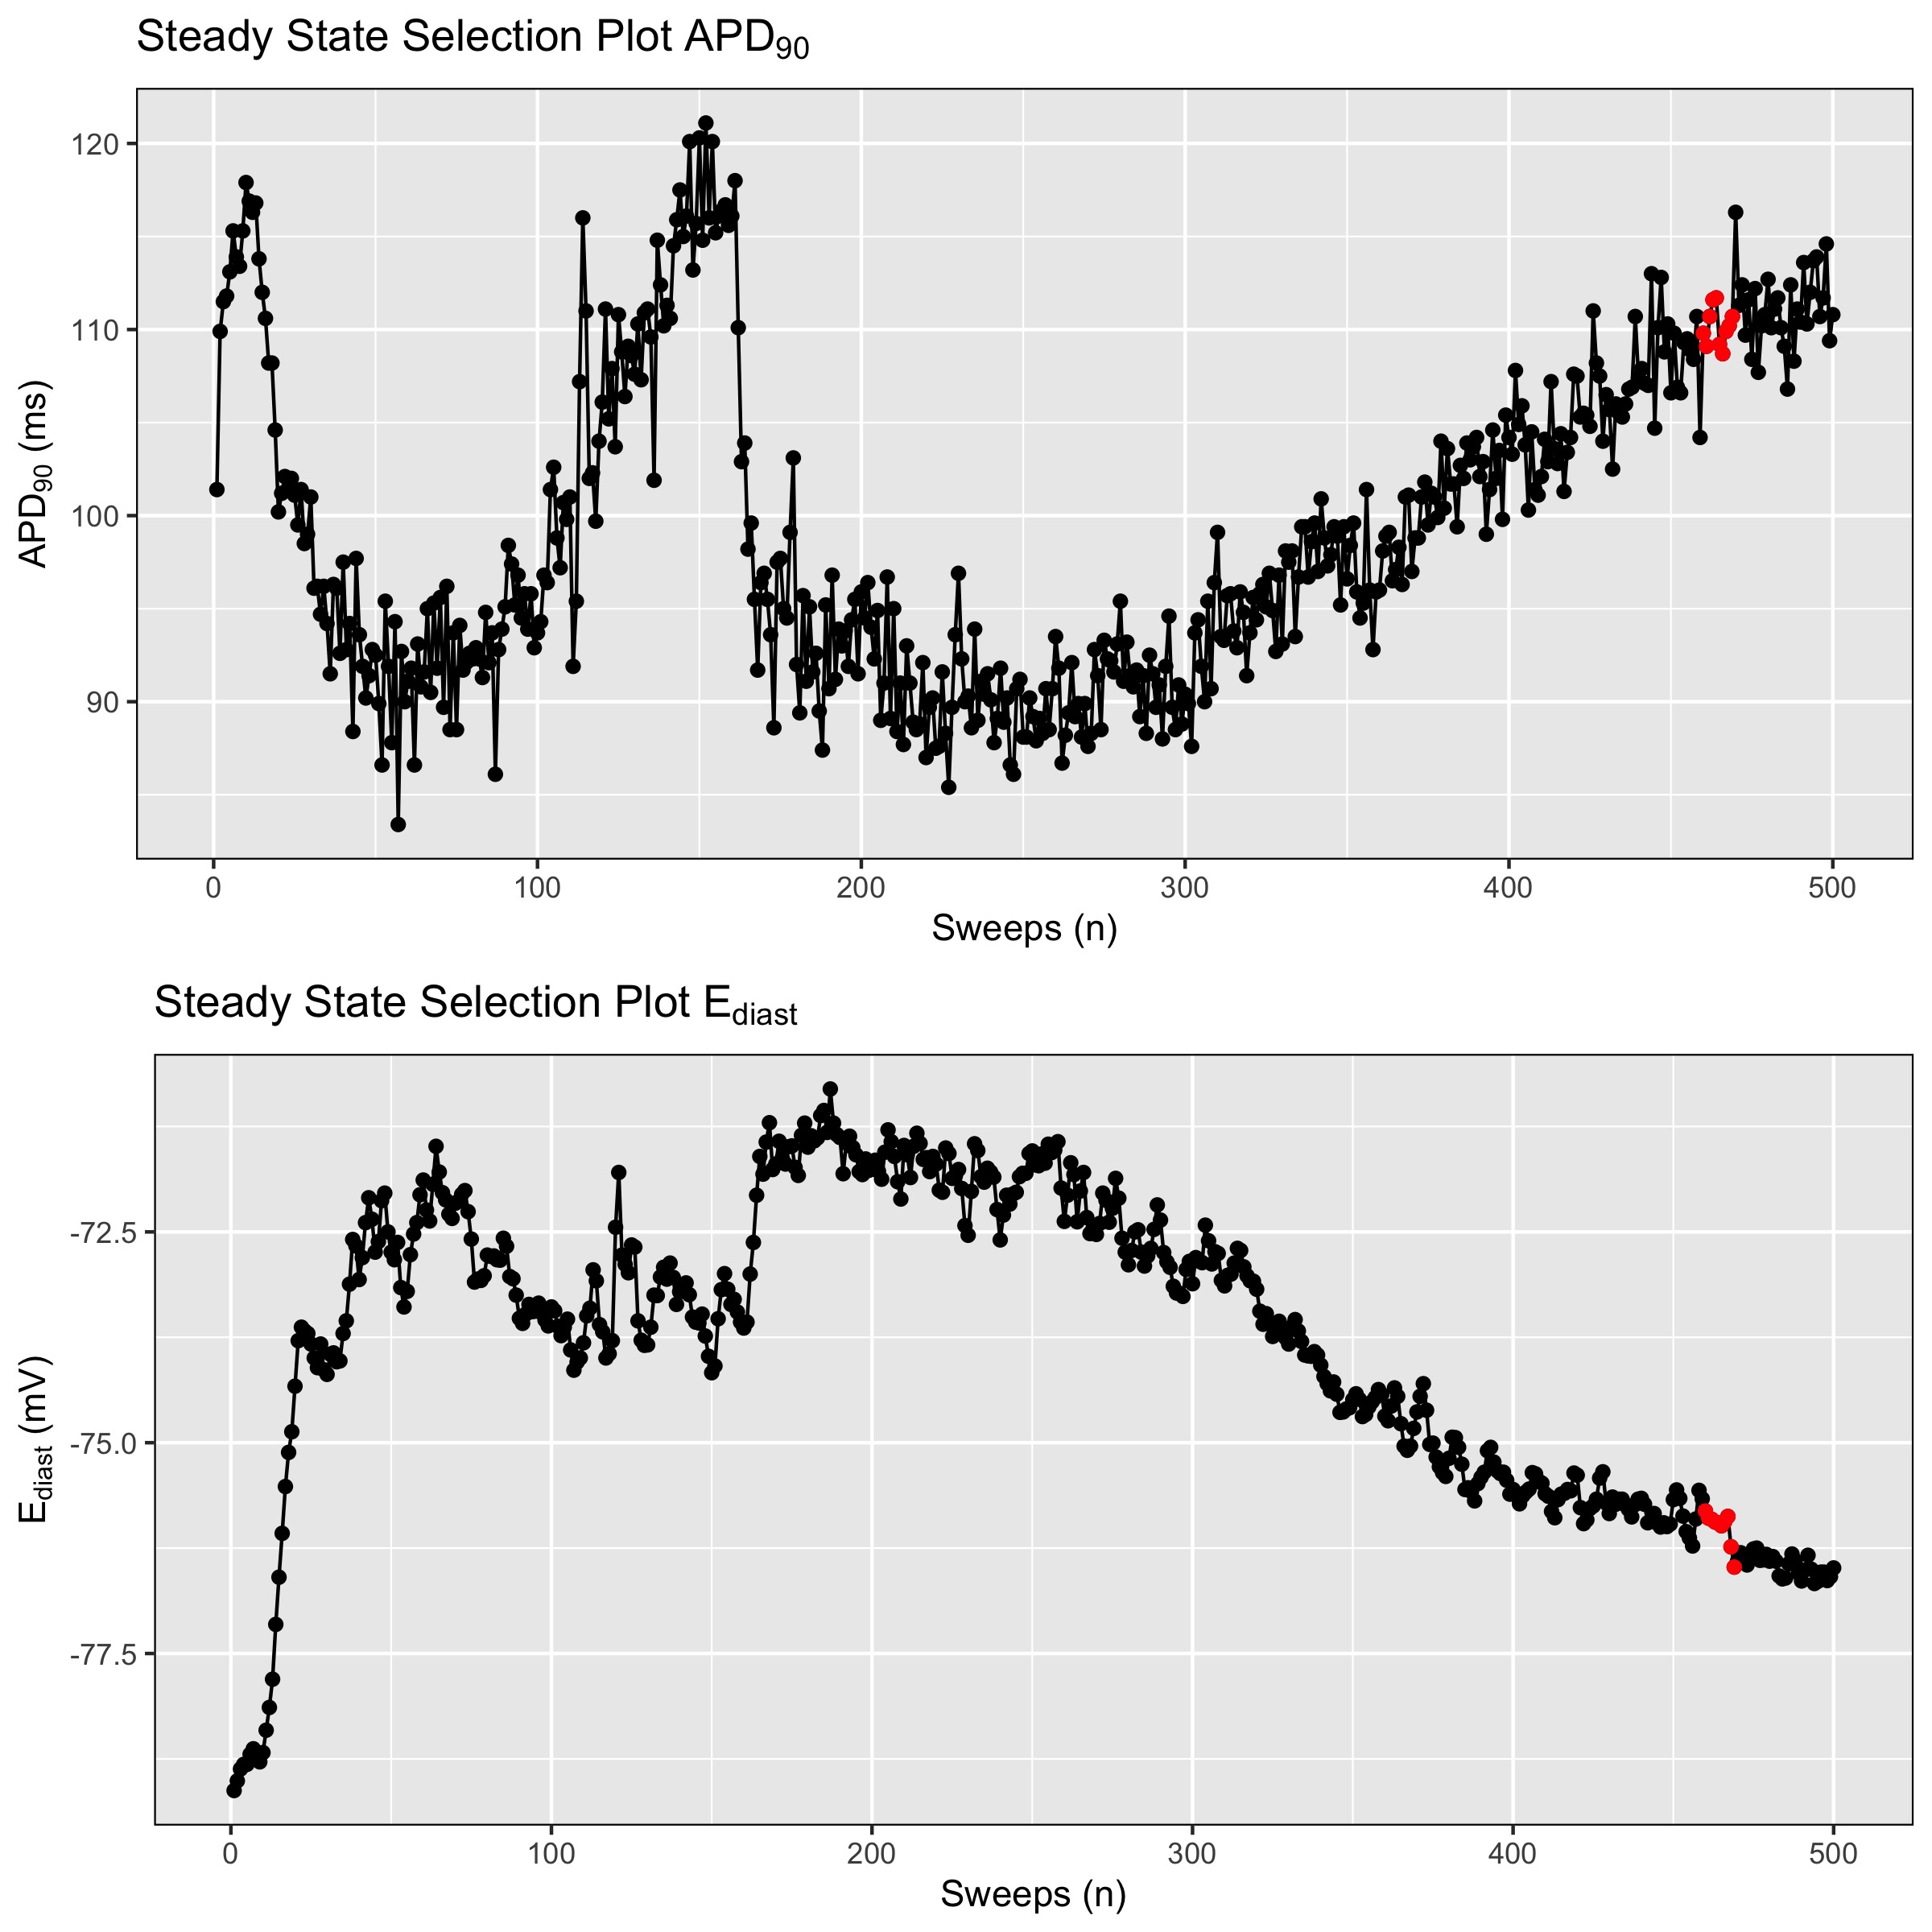 Steady State Selection Plot APD90
120
110
100
90
APD90 (ms)
0 100 200 300 400 500
Sweeps (n)
Steady State Selection Plot Ediast
-72.5
-75.0
-77.5
Ediast (mV)
0 100 200 300 400 500
Sweeps (n)